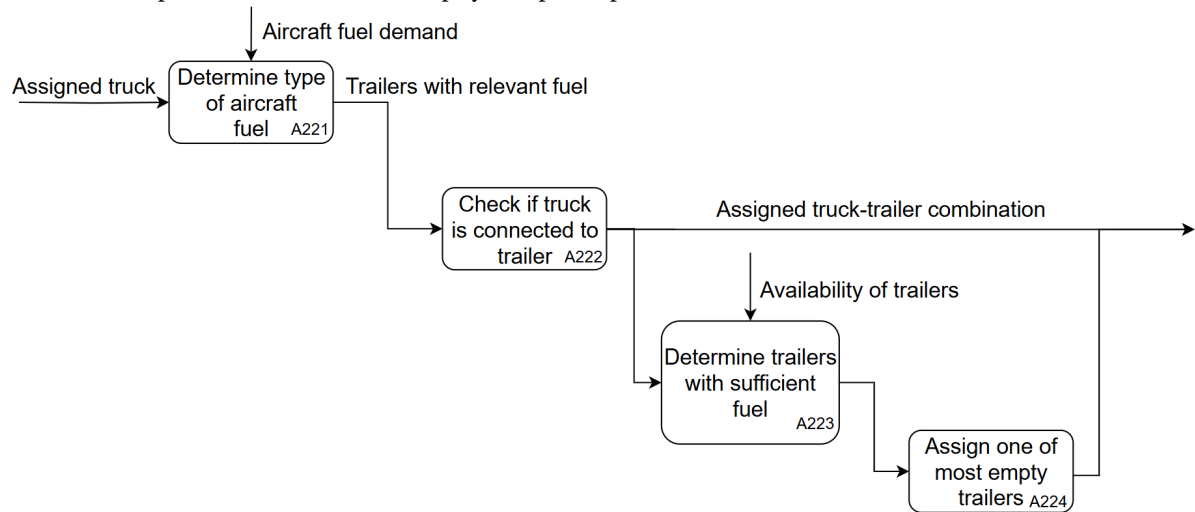 Aircraft fuel demand
Assigned truck
Determine type
of aircraft
fuel A221
Trailers with relevant fuel
Check if truck
is connected to
trailer A222
Assigned truck-trailer combination
Availability of trailers
Determine trailers
with sufficient
fuel
A223
Assign one of
most empty
trailers A224